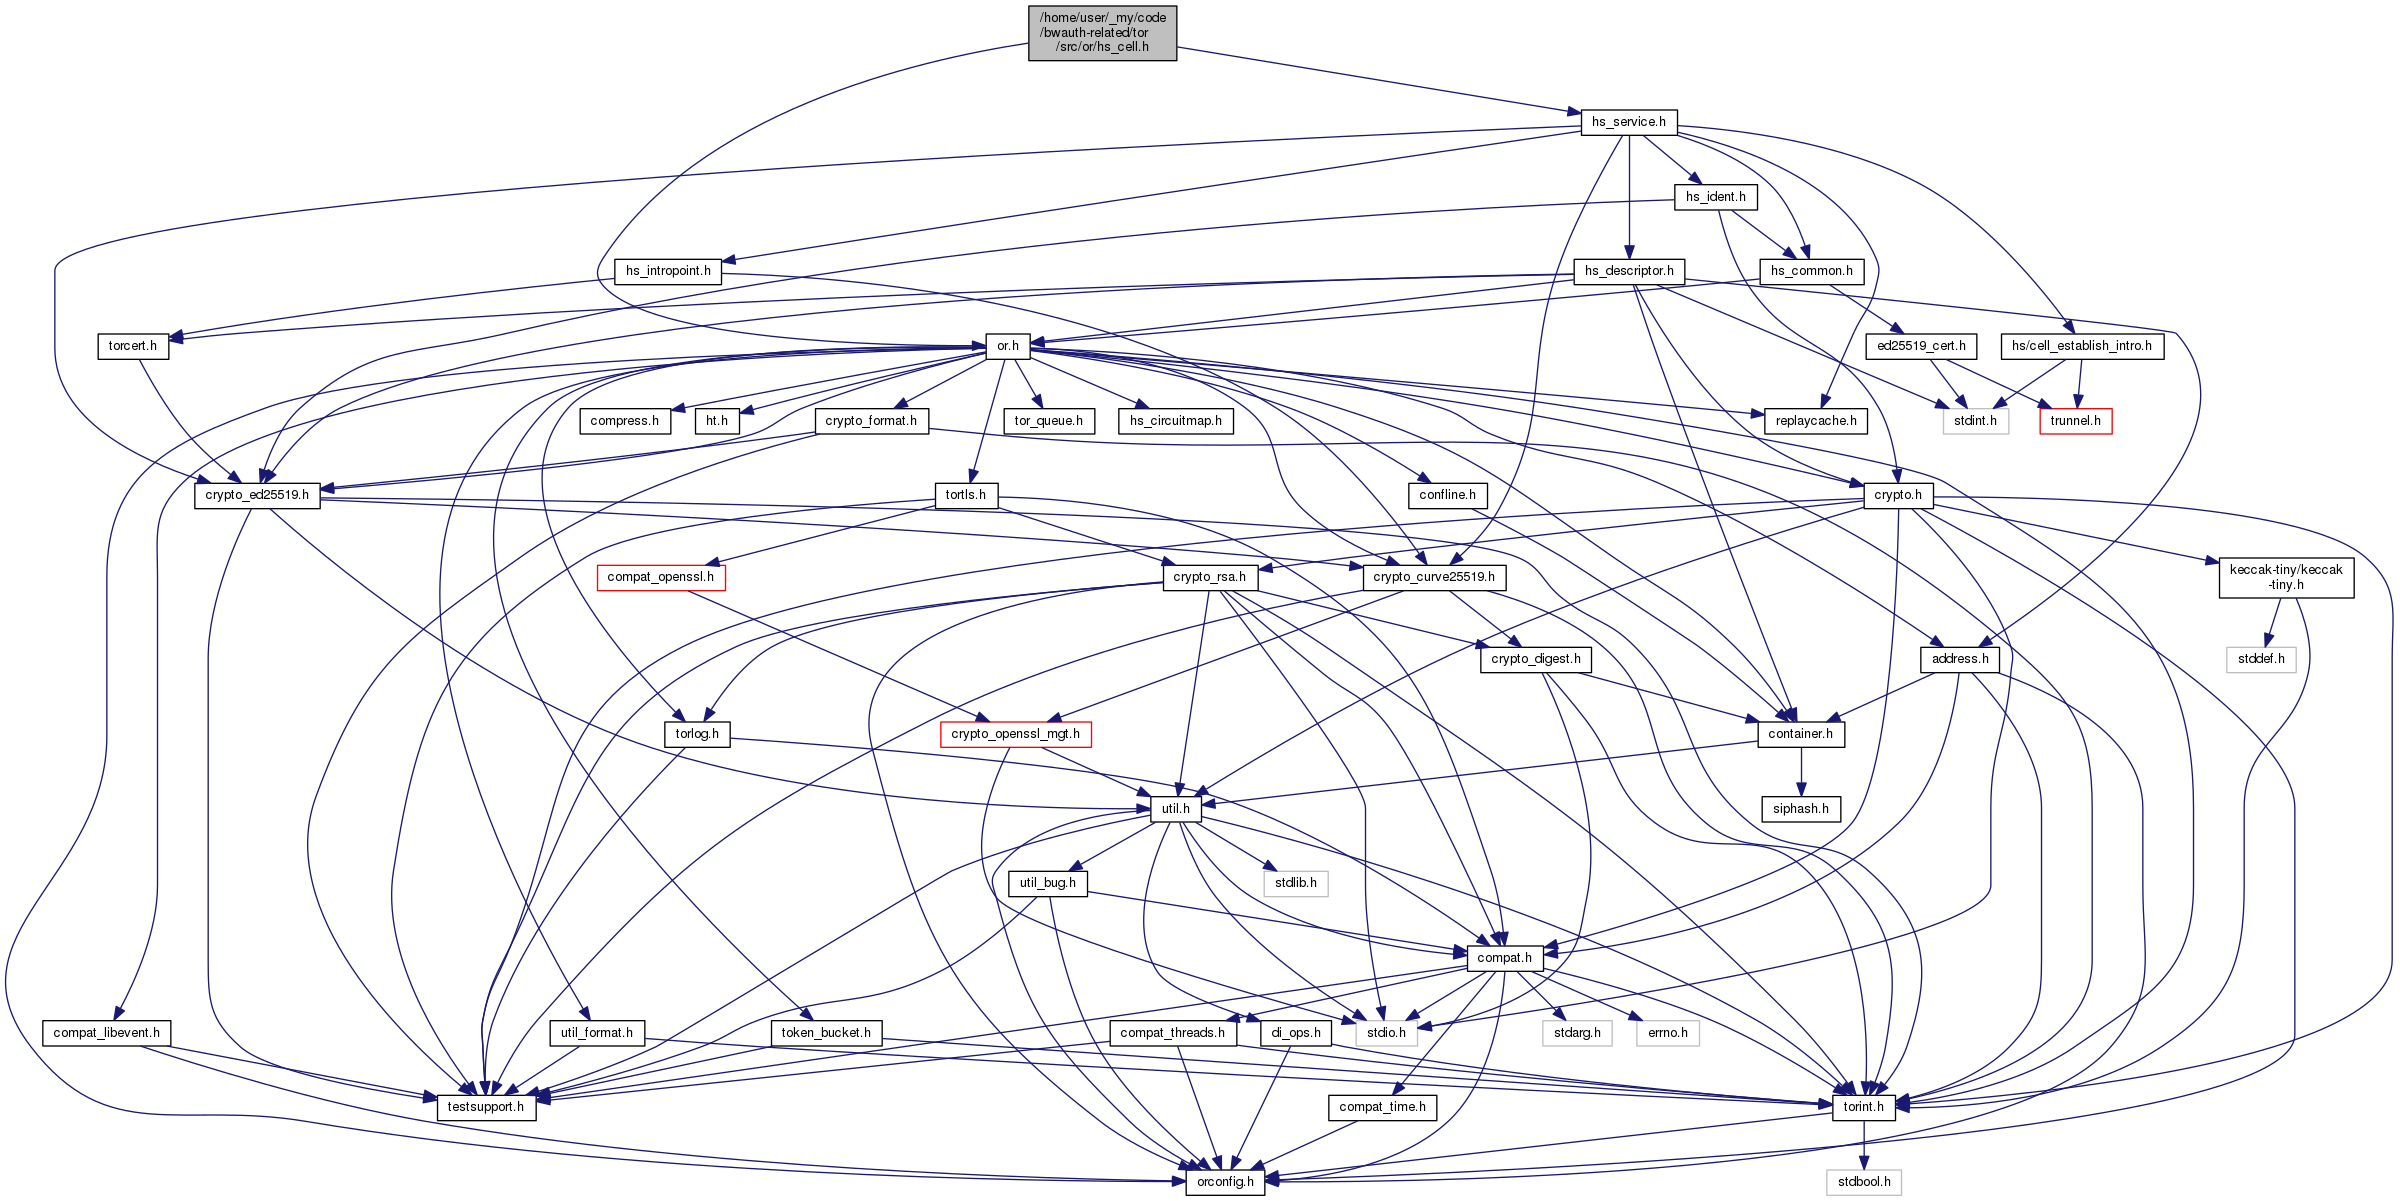 /home/user/_my/code
/bwauth-related/tor
/src/or/hs_cell.h
hs_service.h
hs_ident.h
hs_intropoint.h
hs_descriptor.h
hs_common.h
torcert.h
or.h
ed25519_cert.h
hs/cell_establish_intro.h
compress.h
ht.h
crypto_format.h
tor_queue.h
hs_circuitmap.h
replaycache.h
stdint.h
trunnel.h
crypto_ed25519.h
tortls.h
confline.h
crypto.h
compat_openssl.h
crypto_rsa.h
crypto_curve25519.h
keccak-tiny/keccak
-tiny.h
crypto_digest.h
address.h
stddef.h
torlog.h
crypto_openssl_mgt.h
container.h
util.h
siphash.h
util_bug.h
stdlib.h
compat.h
compat_libevent.h
util_format.h
token_bucket.h
compat_threads.h
di_ops.h
stdio.h
stdarg.h
errno.h
testsupport.h
compat_time.h
torint.h
orconfig.h
stdbool.h